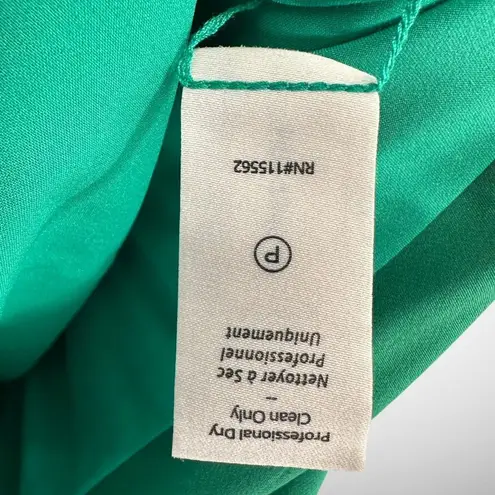 Professional Dry
Clean Only
–
Nettoyer à Sec
Professionnel
Uniquement
P
RN#115562